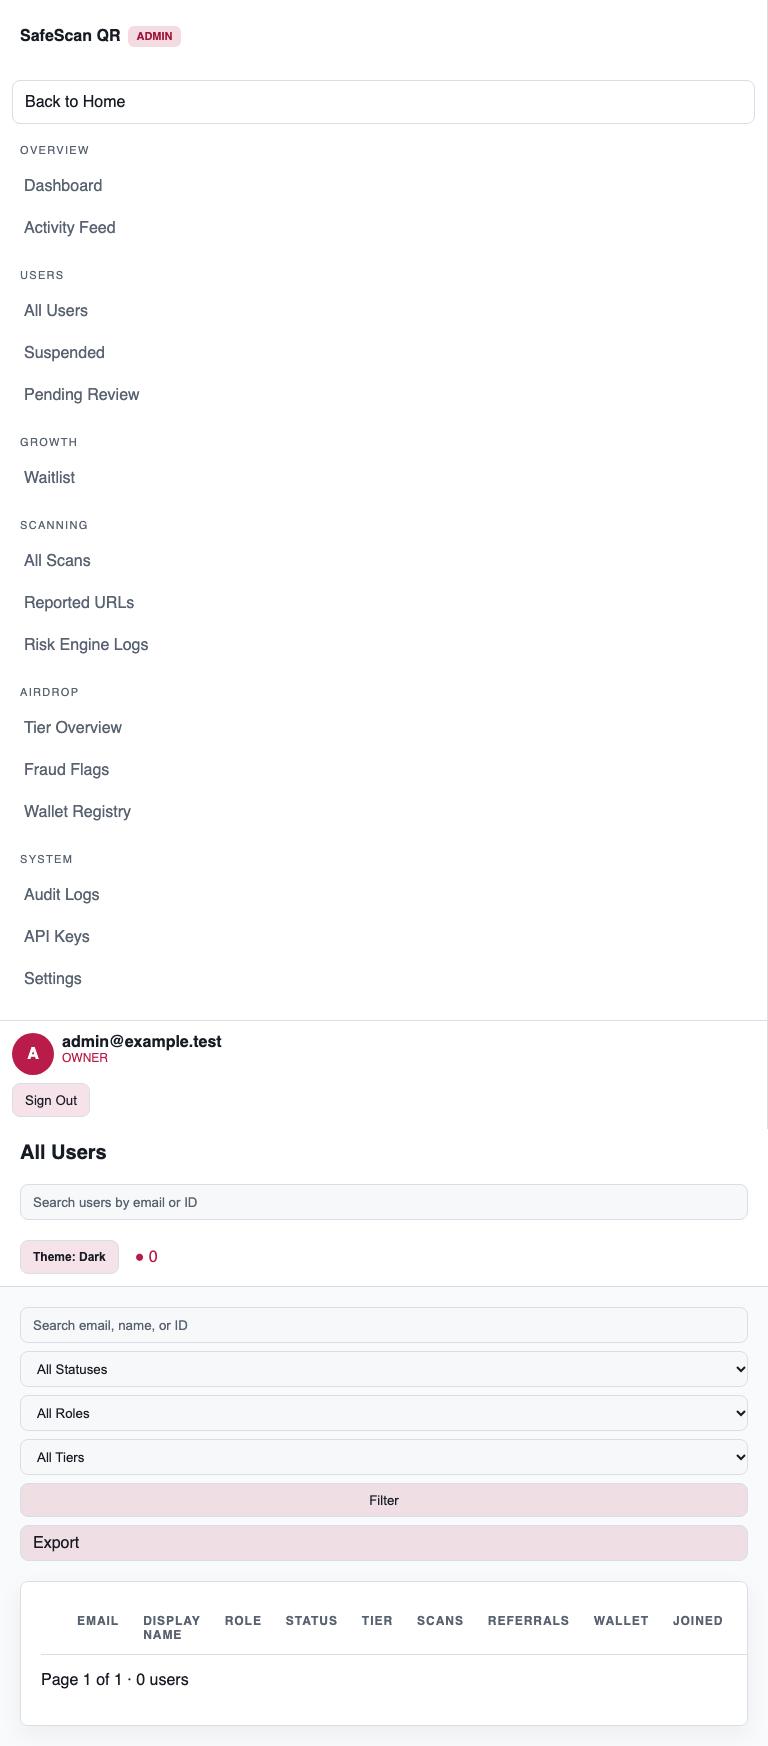 SafeScan QR ADMIN
Back to Home
OVERVIEW
Dashboard
Activity Feed
USERS
All Users
Suspended
Pending Review
GROWTH
Waitlist
SCANNING
All Scans
Reported URLs
Risk Engine Logs
AIRDROP
Tier Overview
Fraud Flags
Wallet Registry
SYSTEM
Audit Logs
API Keys
Settings
A
admin@example.test
OWNER
Sign Out
All Users
Search users by email or ID
Theme: Dark ● 0
Search email, name, or ID
All Statuses
All Roles
All Tiers
Filter
Export
EMAIL DISPLAY NAME ROLE STATUS TIER SCANS REFERRALS WALLET JOINED
Page 1 of 1 · 0 users